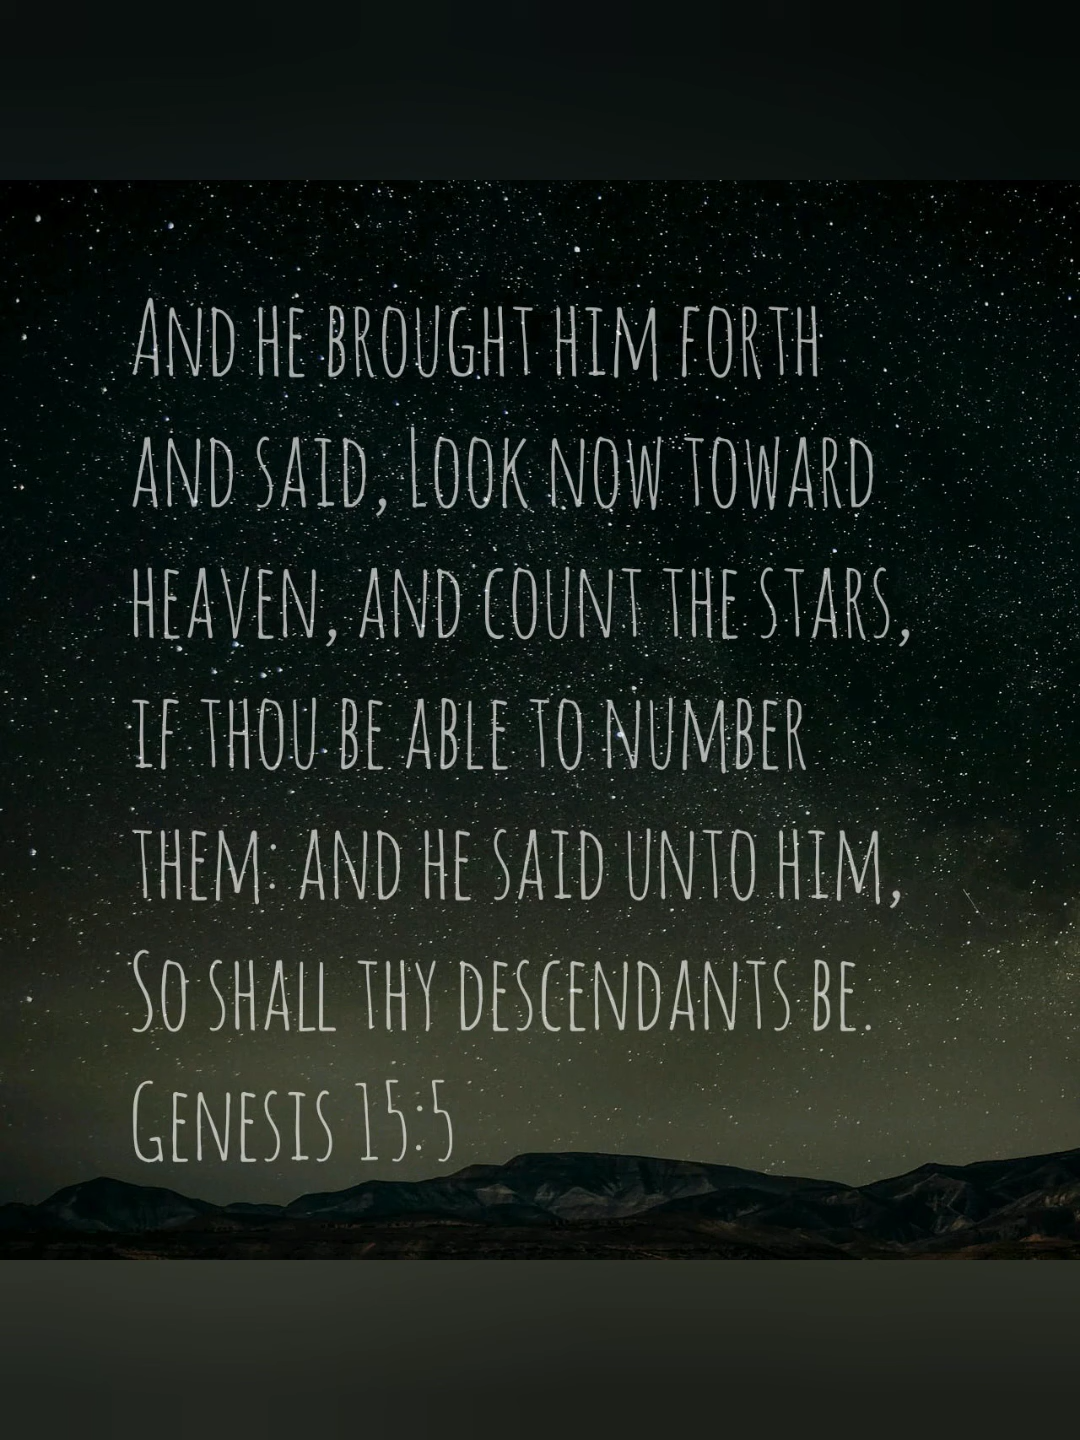 And he brought him forth
and said, Look now toward
heaven, and count the stars,
if thou be able to number
them: and he said unto him,
So shall thy descendants be.
Genesis 15:5